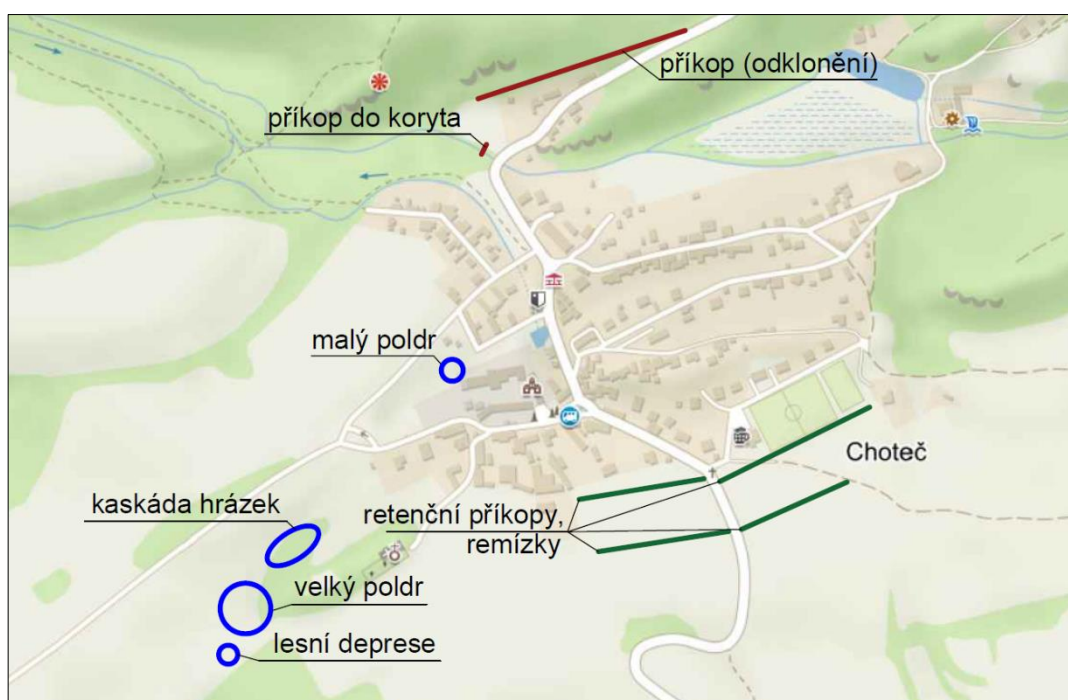 příkop (odklonění)
příkop do koryta
malý poldr
Choteč
kaskáda hrázek
retenční příkopy,
remízky
velký poldr
lesní deprese